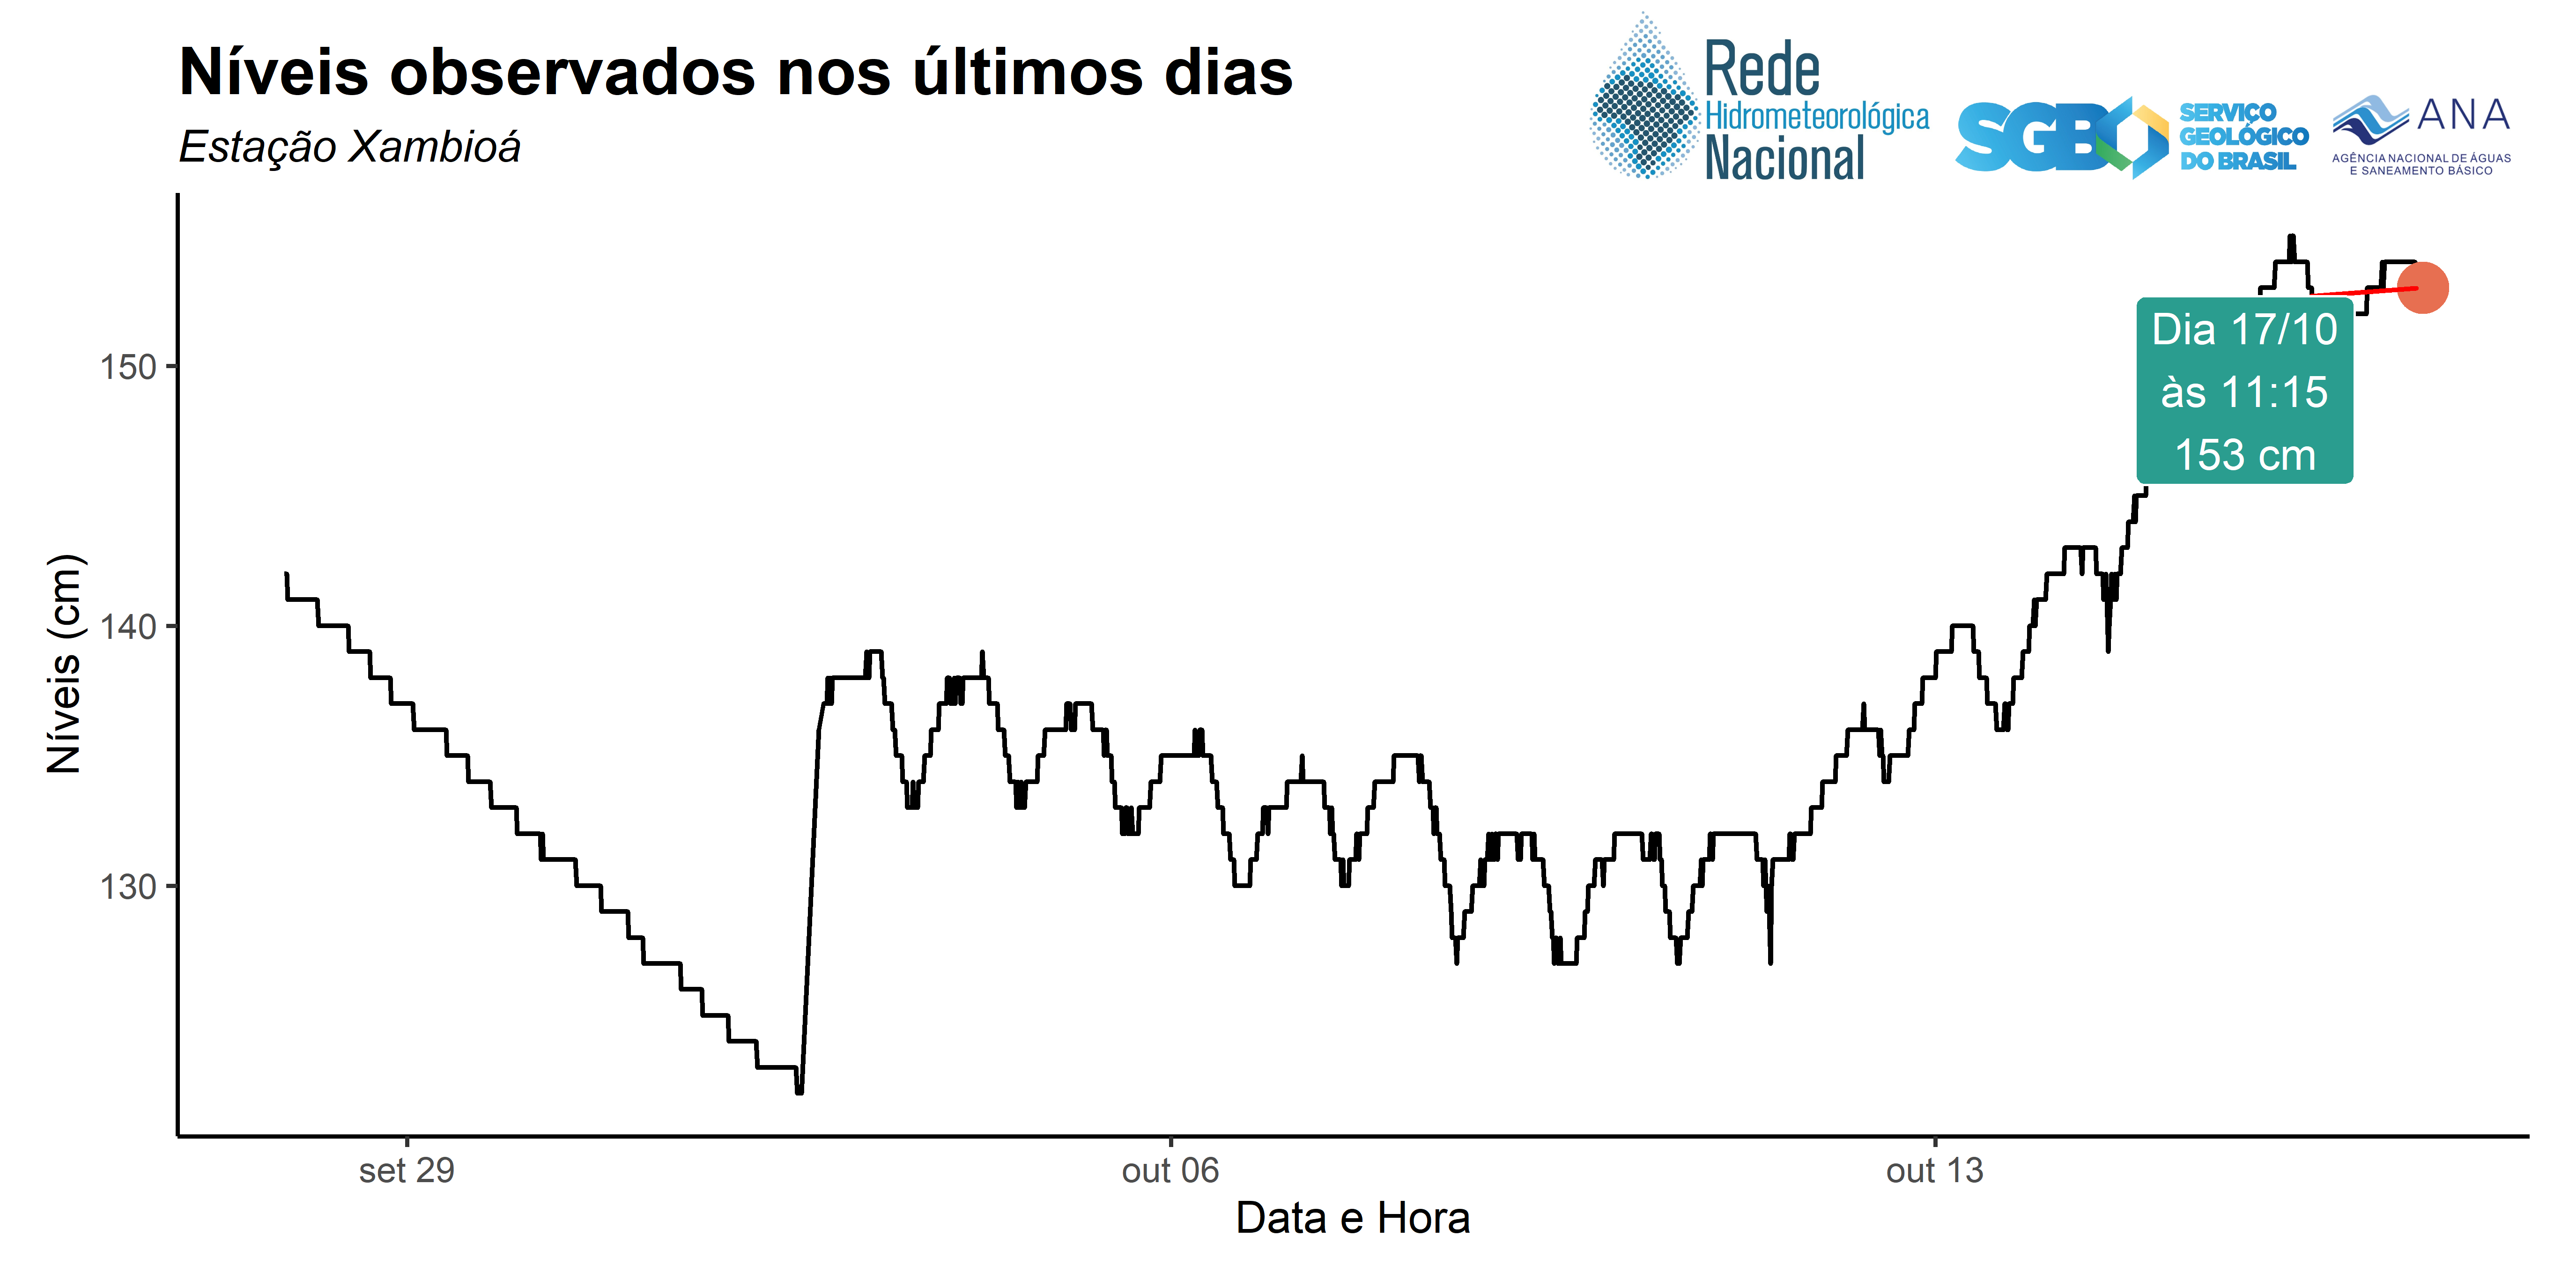 Níveis observados nos últimos dias
Estação Xambioá
Rede
Hidrometeorológica
Nacional
SGB
SERVIÇO
GEOLÓGICO
DO BRASIL
ANA
AGÊNCIA NACIONAL DE ÁGUAS
E SANEAMENTO BÁSICO
Níveis (cm)
150
140
130
Dia 17/10
às 11:15
153 cm
set 29
out 06
out 13
Data e Hora